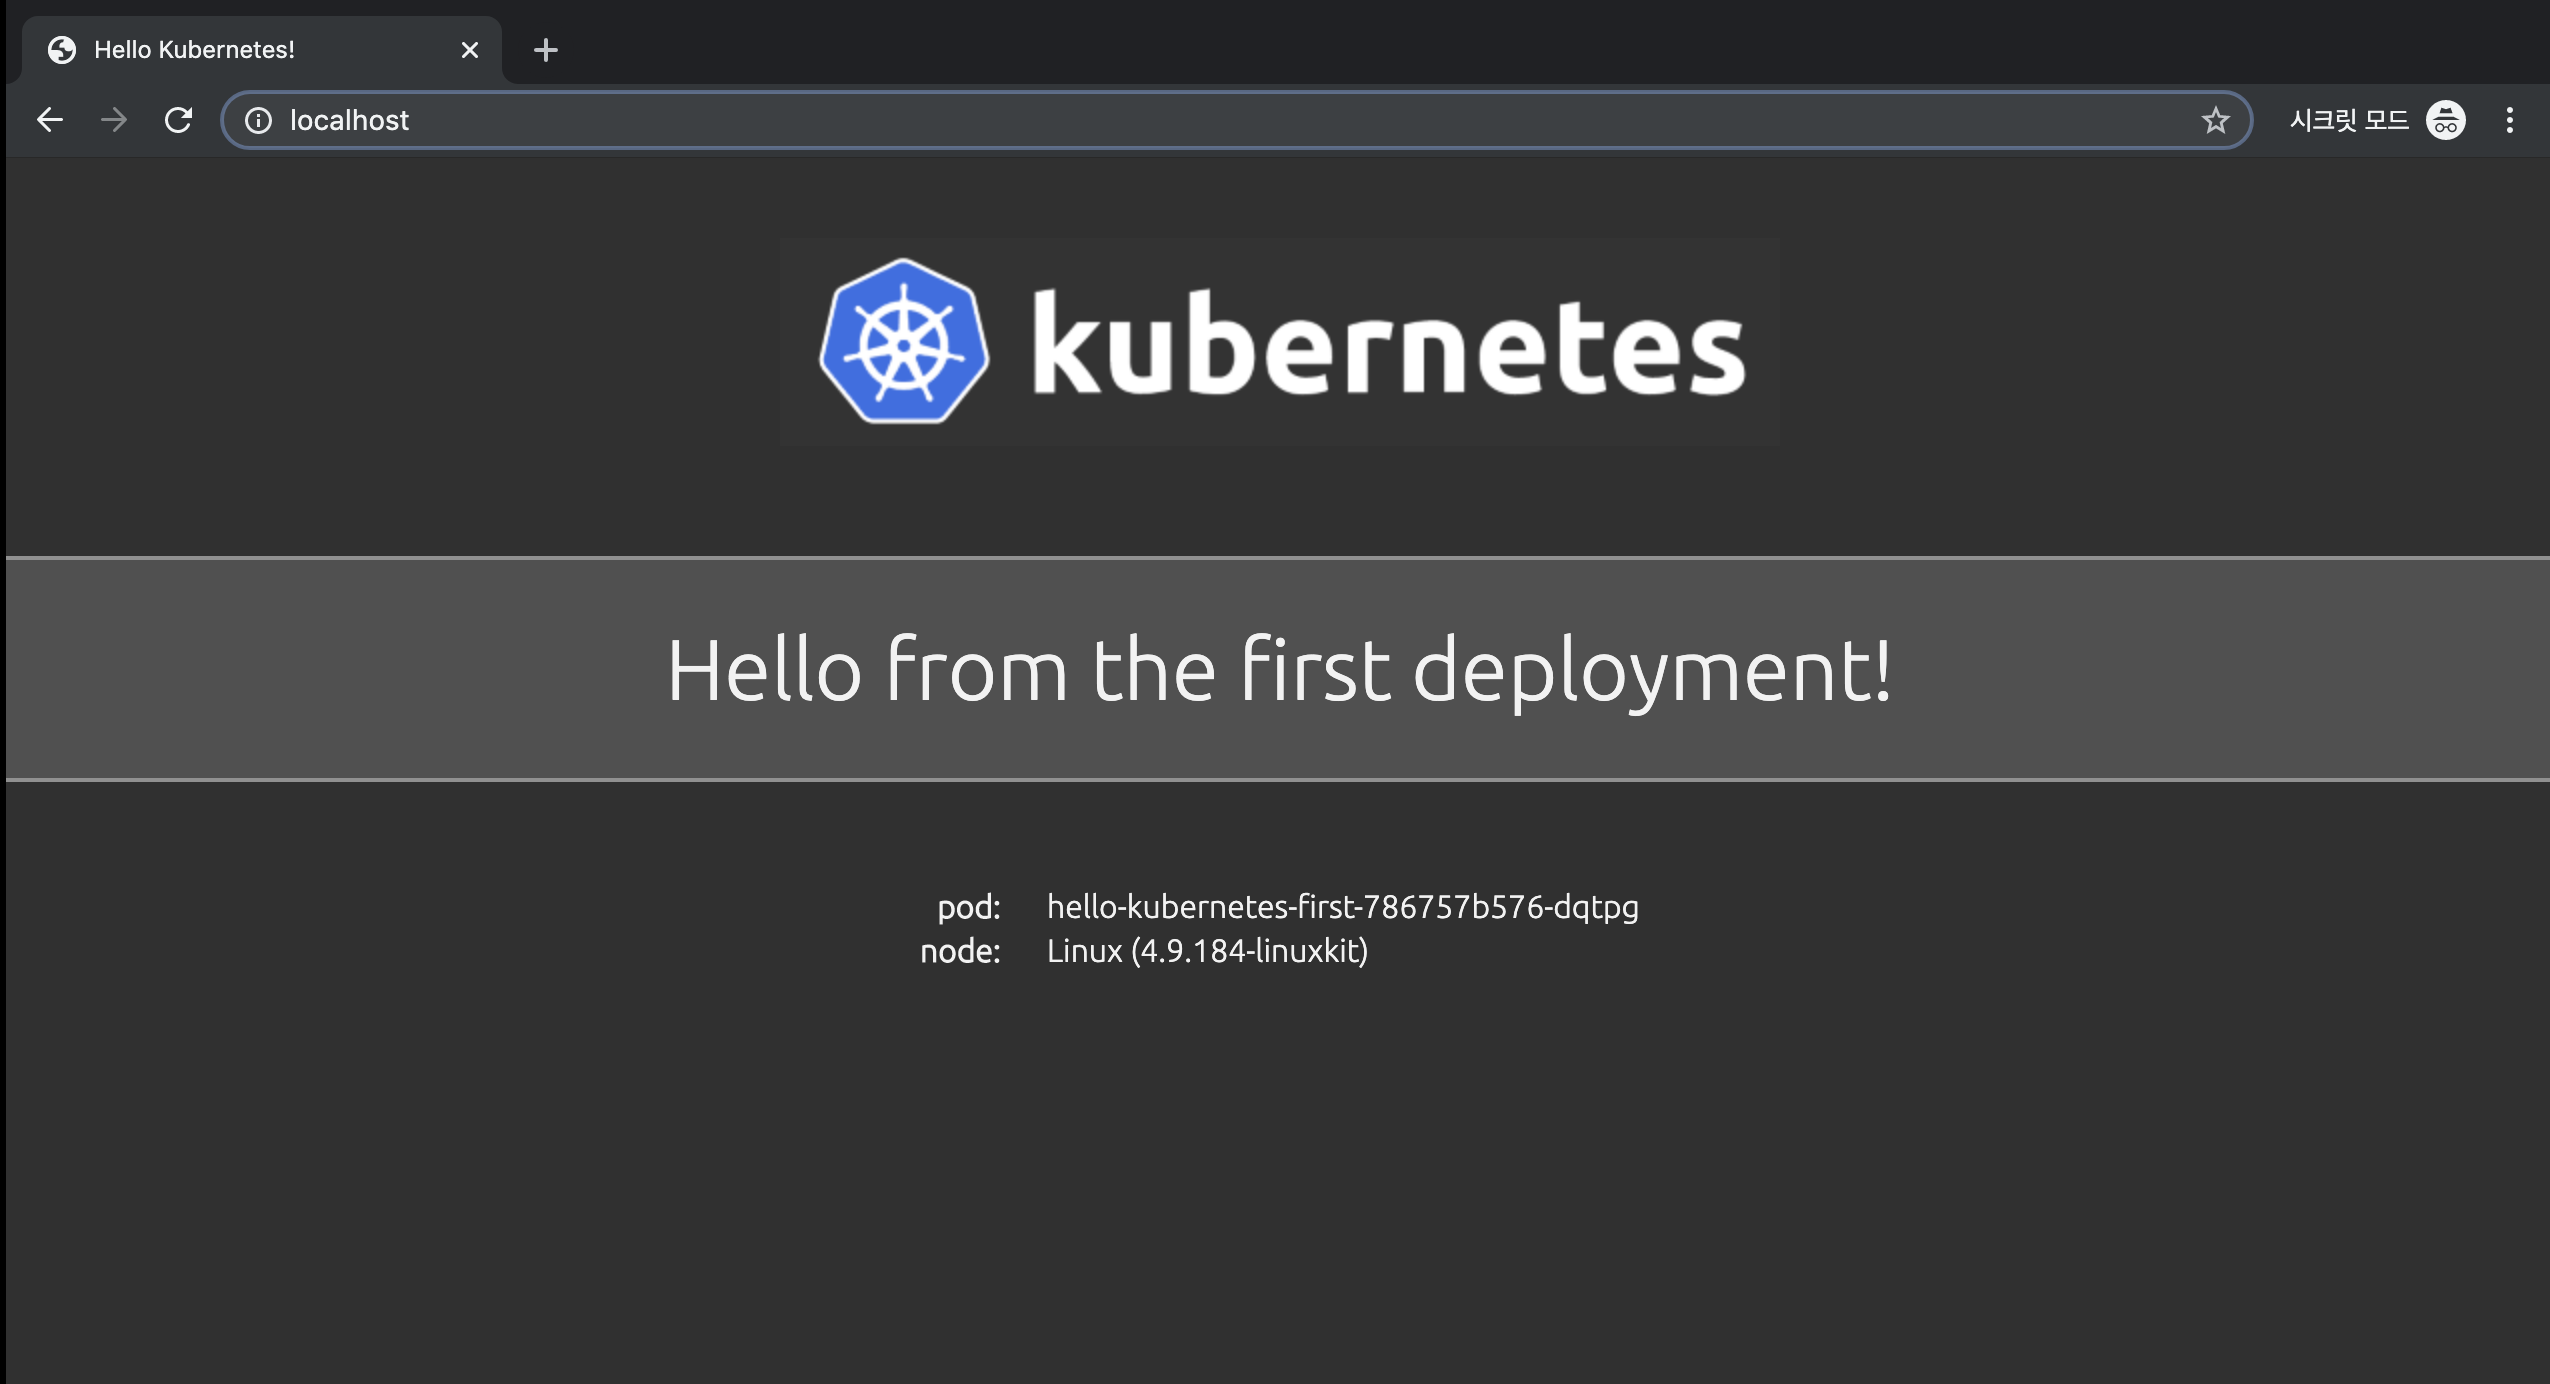 Hello Kubernetes!
localhost
시크릿 모드
kubernetes
Hello from the first deployment!
pod: hello-kubernetes-first-786757b576-dqtpg
node: Linux (4.9.184-linuxkit)